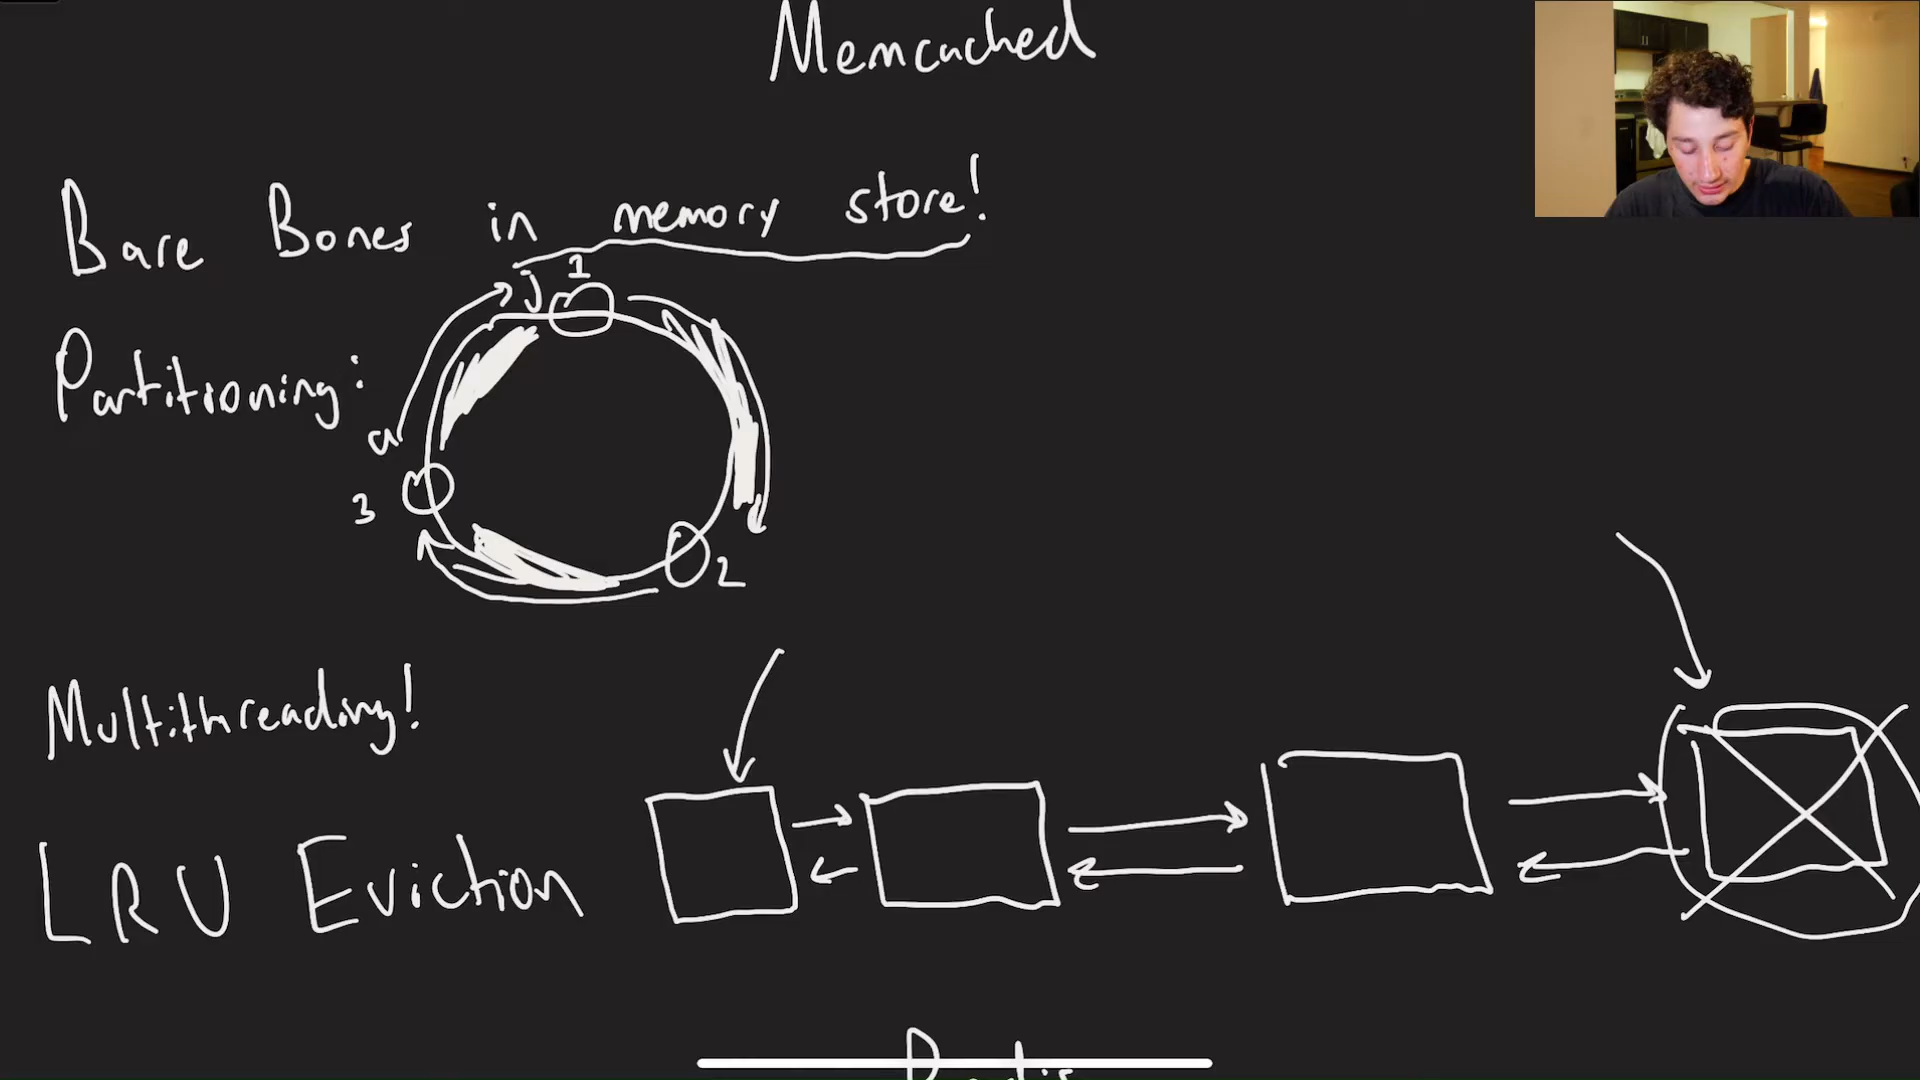 Memcached
Bare Bones in memory store!
J 1
Partitioning:
a
3
2
Multithreading!
LRU Eviction